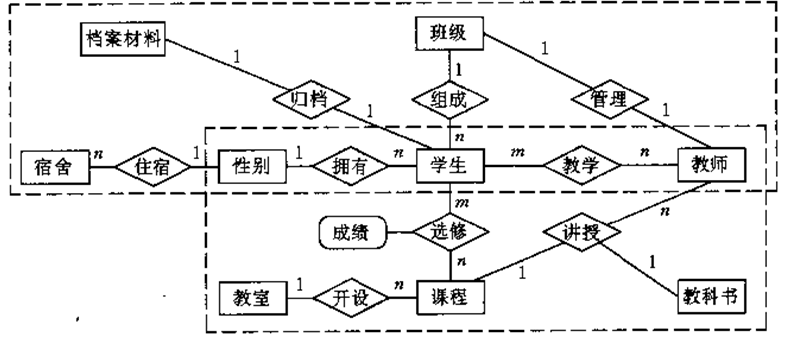 档案材料
班级
1
1
1
归档
组成
管理
1
n
1
宿舍
n
住宿
1
性别
1
拥有
n
学生
m
教学
n
教师
m
n
成绩
选修
讲授
n
1
1
教室
1
开设
n
课程
教科书